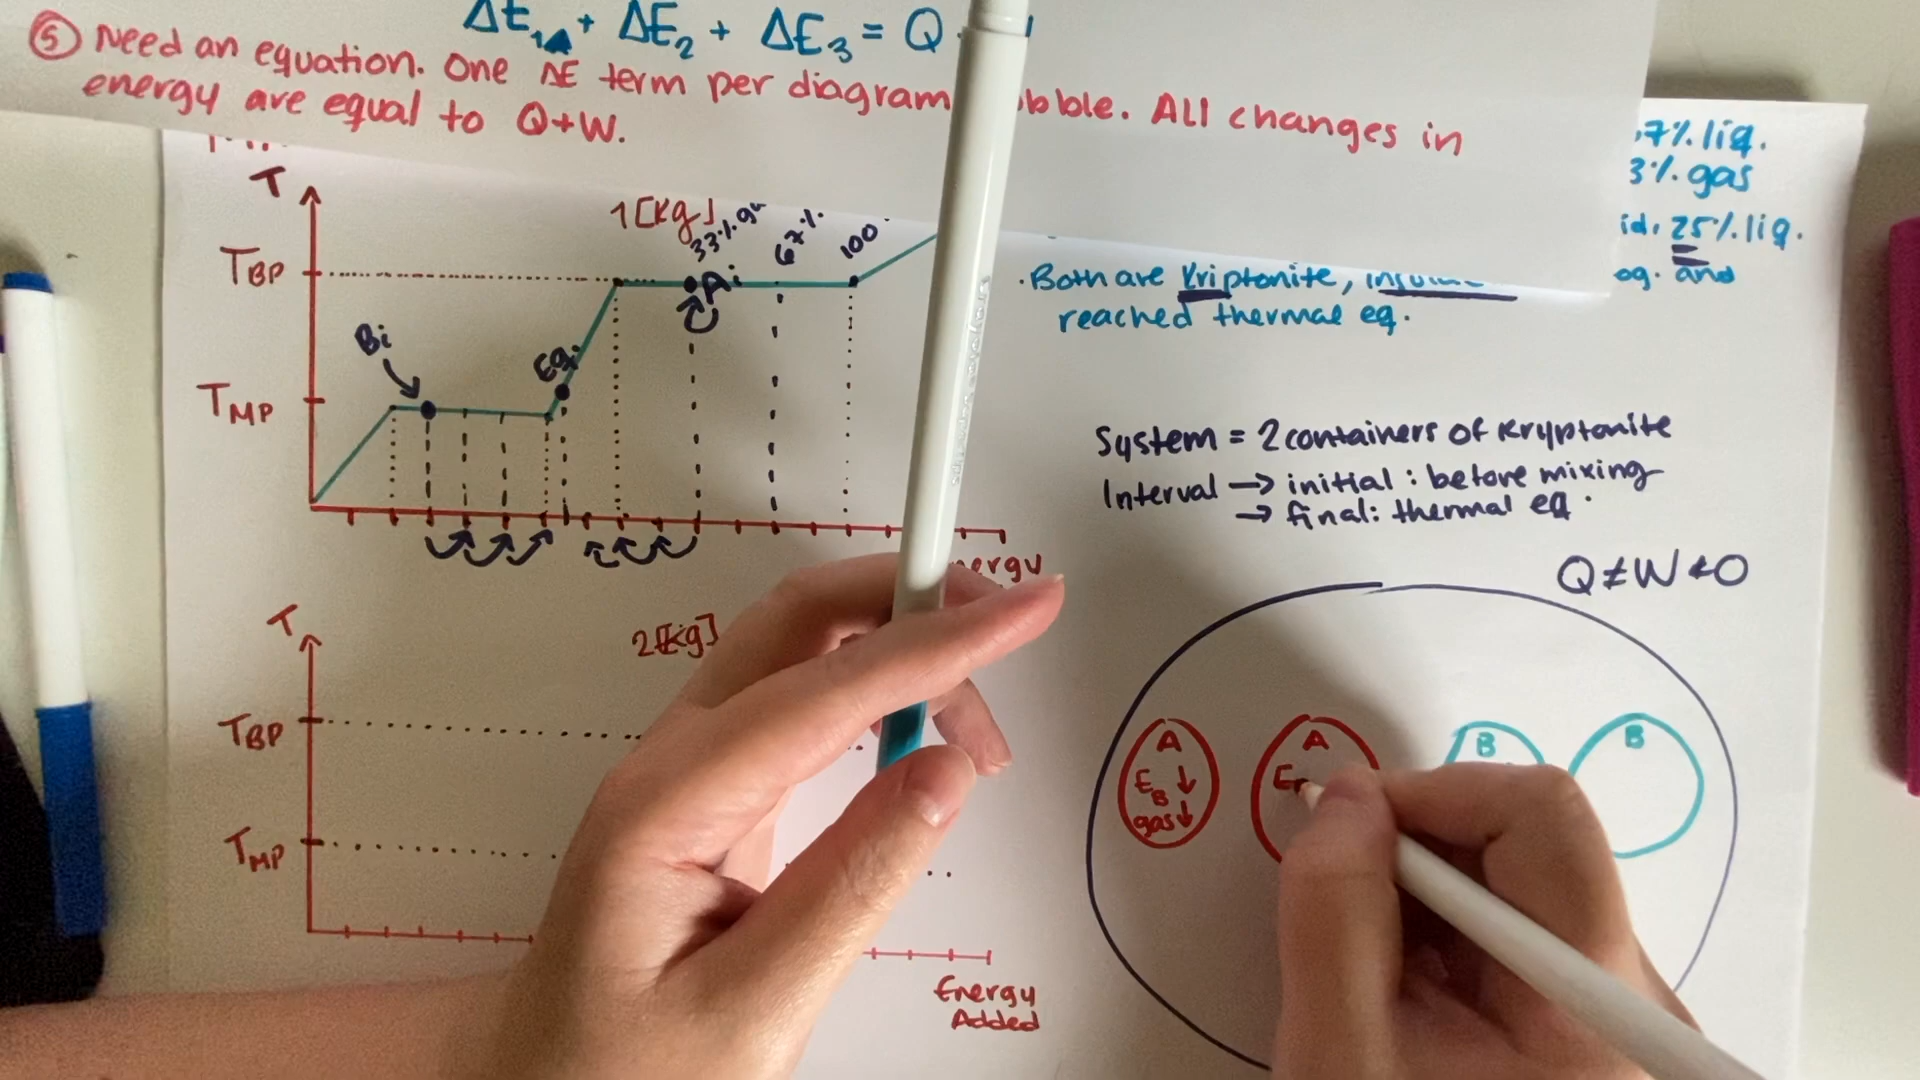 ΔE₁ + ΔE₂ + ΔE₃ = Q
⑤ Need an equation. One ΔE term per diagram
energy are equal to Q+W.
All changes in
.7% liq.
3% gas
25% liq.
and
Both are Kriptonite,
reached thermal eq.
T
1[kg]
33%
67%
100
TBP
Ai
Bi
Eq.
TMP
System = 2 containers of Kryptonite
Interval → initial : before mixing
→ final: thermal eq.
Q≠W≠0
T
2[kg]
TBP
TMP
Energy
Added
A
EB ↓
gas↓
A
B
B